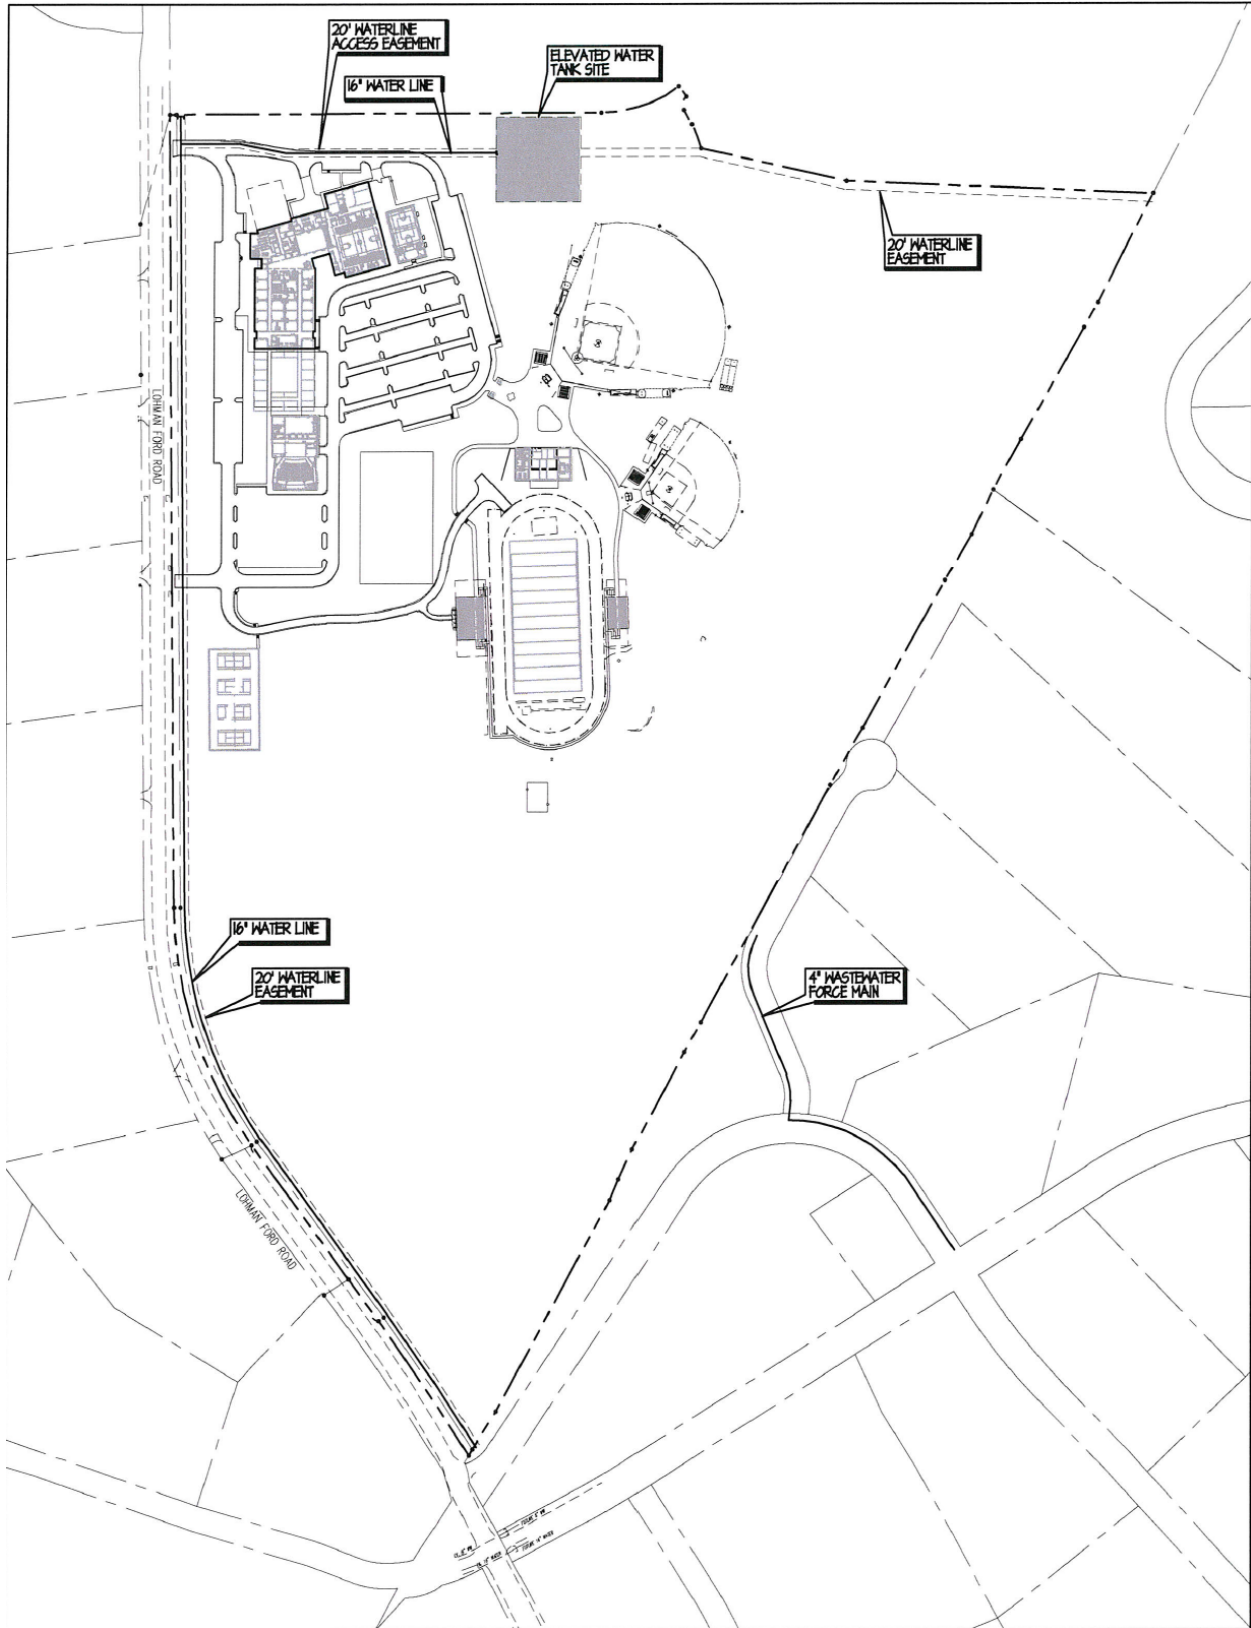 20' WATERLINE
ACCESS EASEMENT
ELEVATED WATER
TANK SITE
16" WATER LINE
20' WATERLINE
EASEMENT
LOHMAN FORD ROAD
16" WATER LINE
20' WATERLINE
EASEMENT
4" WASTEWATER
FORCE MAIN
LOHMAN FORD ROAD